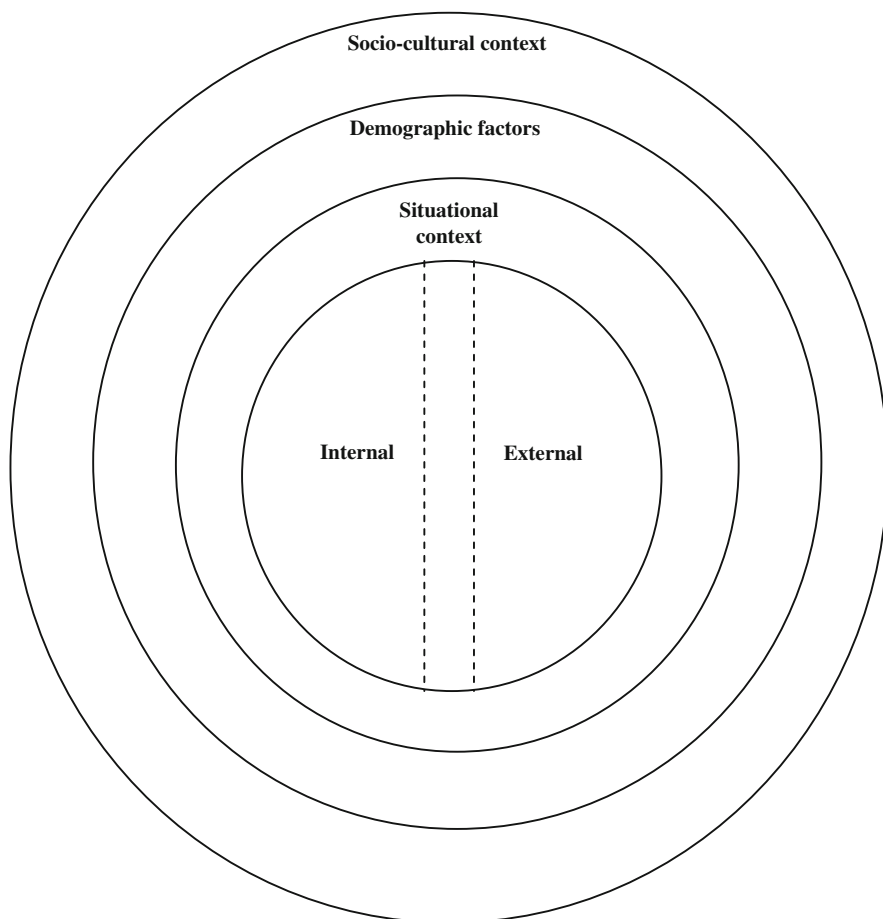 Socio-cultural context
Demographic factors
Situational
context
Internal
External